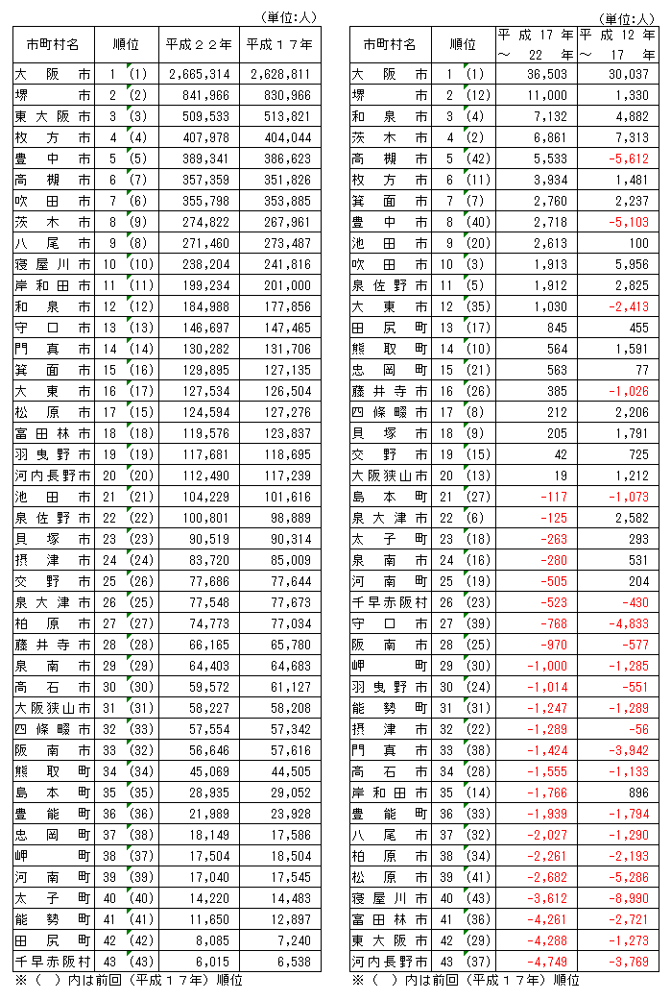 (単位:人)
市町村名 順位 平成２２年 平成１７年
大阪市 1 (1) 2,665,314 2,628,811
堺市 2 (2) 841,966 830,966
東大阪市 3 (3) 509,533 513,821
枚方市 4 (4) 407,978 404,044
豊中市 5 (5) 389,341 386,623
高槻市 6 (7) 357,359 351,826
吹田市 7 (6) 355,798 353,885
茨木市 8 (9) 274,822 267,961
八尾市 9 (8) 271,460 273,487
寝屋川市 10 (10) 238,204 241,816
岸和田市 11 (11) 199,234 201,000
和泉市 12 (12) 184,988 177,856
守口市 13 (13) 146,697 147,465
門真市 14 (14) 130,282 131,706
箕面市 15 (16) 129,895 127,135
大東市 16 (17) 127,534 126,504
松原市 17 (15) 124,594 127,276
富田林市 18 (18) 119,576 123,837
羽曳野市 19 (19) 117,681 118,695
河内長野市 20 (20) 112,490 117,239
池田市 21 (21) 104,229 101,616
泉佐野市 22 (22) 100,801 98,889
貝塚市 23 (23) 90,519 90,314
摂津市 24 (24) 83,720 85,009
交野市 25 (26) 77,686 77,644
泉大津市 26 (25) 77,548 77,673
柏原市 27 (27) 74,773 77,034
藤井寺市 28 (28) 66,165 65,780
泉南市 29 (29) 64,403 64,683
高石市 30 (30) 59,572 61,127
大阪狭山市 31 (31) 58,227 58,208
四條畷市 32 (33) 57,554 57,342
阪南市 33 (32) 56,646 57,616
熊取町 34 (34) 45,069 44,505
島本町 35 (35) 28,935 29,052
豊能町 36 (36) 21,989 23,928
忠岡町 37 (38) 18,149 17,586
岬町 38 (37) 17,504 18,504
河南町 39 (39) 17,040 17,545
太子町 40 (40) 14,220 14,483
能勢町 41 (41) 11,650 12,897
田尻町 42 (42) 8,085 7,240
千早赤阪村 43 (43) 6,015 6,538
※（　）内は前回（平成１７年）順位
(単位:人)
市町村名 順位 平成 17 年 平成 12 年
～ 22 年 ～ 17 年
大阪市 1 (1) 36,503 30,037
堺市 2 (12) 11,000 1,330
和泉市 3 (4) 7,132 4,882
茨木市 4 (2) 6,861 7,313
高槻市 5 (42) 5,533 -5,612
枚方市 6 (11) 3,934 1,481
箕面市 7 (7) 2,760 2,237
豊中市 8 (40) 2,718 -5,103
池田市 9 (20) 2,613 100
吹田市 10 (3) 1,913 5,956
泉佐野市 11 (5) 1,912 2,825
大東市 12 (35) 1,030 -2,413
田尻町 13 (17) 845 455
熊取町 14 (10) 564 1,591
忠岡町 15 (21) 563 77
藤井寺市 16 (26) 385 -1,026
四條畷市 17 (8) 212 2,206
貝塚市 18 (9) 205 1,791
交野市 19 (15) 42 725
大阪狭山市 20 (13) 19 1,212
島本町 21 (27) -117 -1,073
泉大津市 22 (6) -125 2,582
太子町 23 (18) -263 293
泉南市 24 (16) -280 531
河南町 25 (19) -505 204
千早赤阪村 26 (23) -523 -430
守口市 27 (39) -768 -4,833
阪南市 28 (25) -970 -577
岬町 29 (30) -1,000 -1,285
羽曳野市 30 (24) -1,014 -551
能勢町 31 (31) -1,247 -1,289
摂津市 32 (22) -1,289 -56
門真市 33 (38) -1,424 -3,942
高石市 34 (28) -1,555 -1,133
岸和田市 35 (14) -1,766 896
豊能町 36 (33) -1,939 -1,794
八尾市 37 (32) -2,027 -1,290
柏原市 38 (34) -2,261 -2,193
松原市 39 (41) -2,682 -5,286
寝屋川市 40 (43) -3,612 -8,990
富田林市 41 (36) -4,261 -2,721
東大阪市 42 (29) -4,288 -1,273
河内長野市 43 (37) -4,749 -3,769
※（　）内は前回（平成１７年）順位